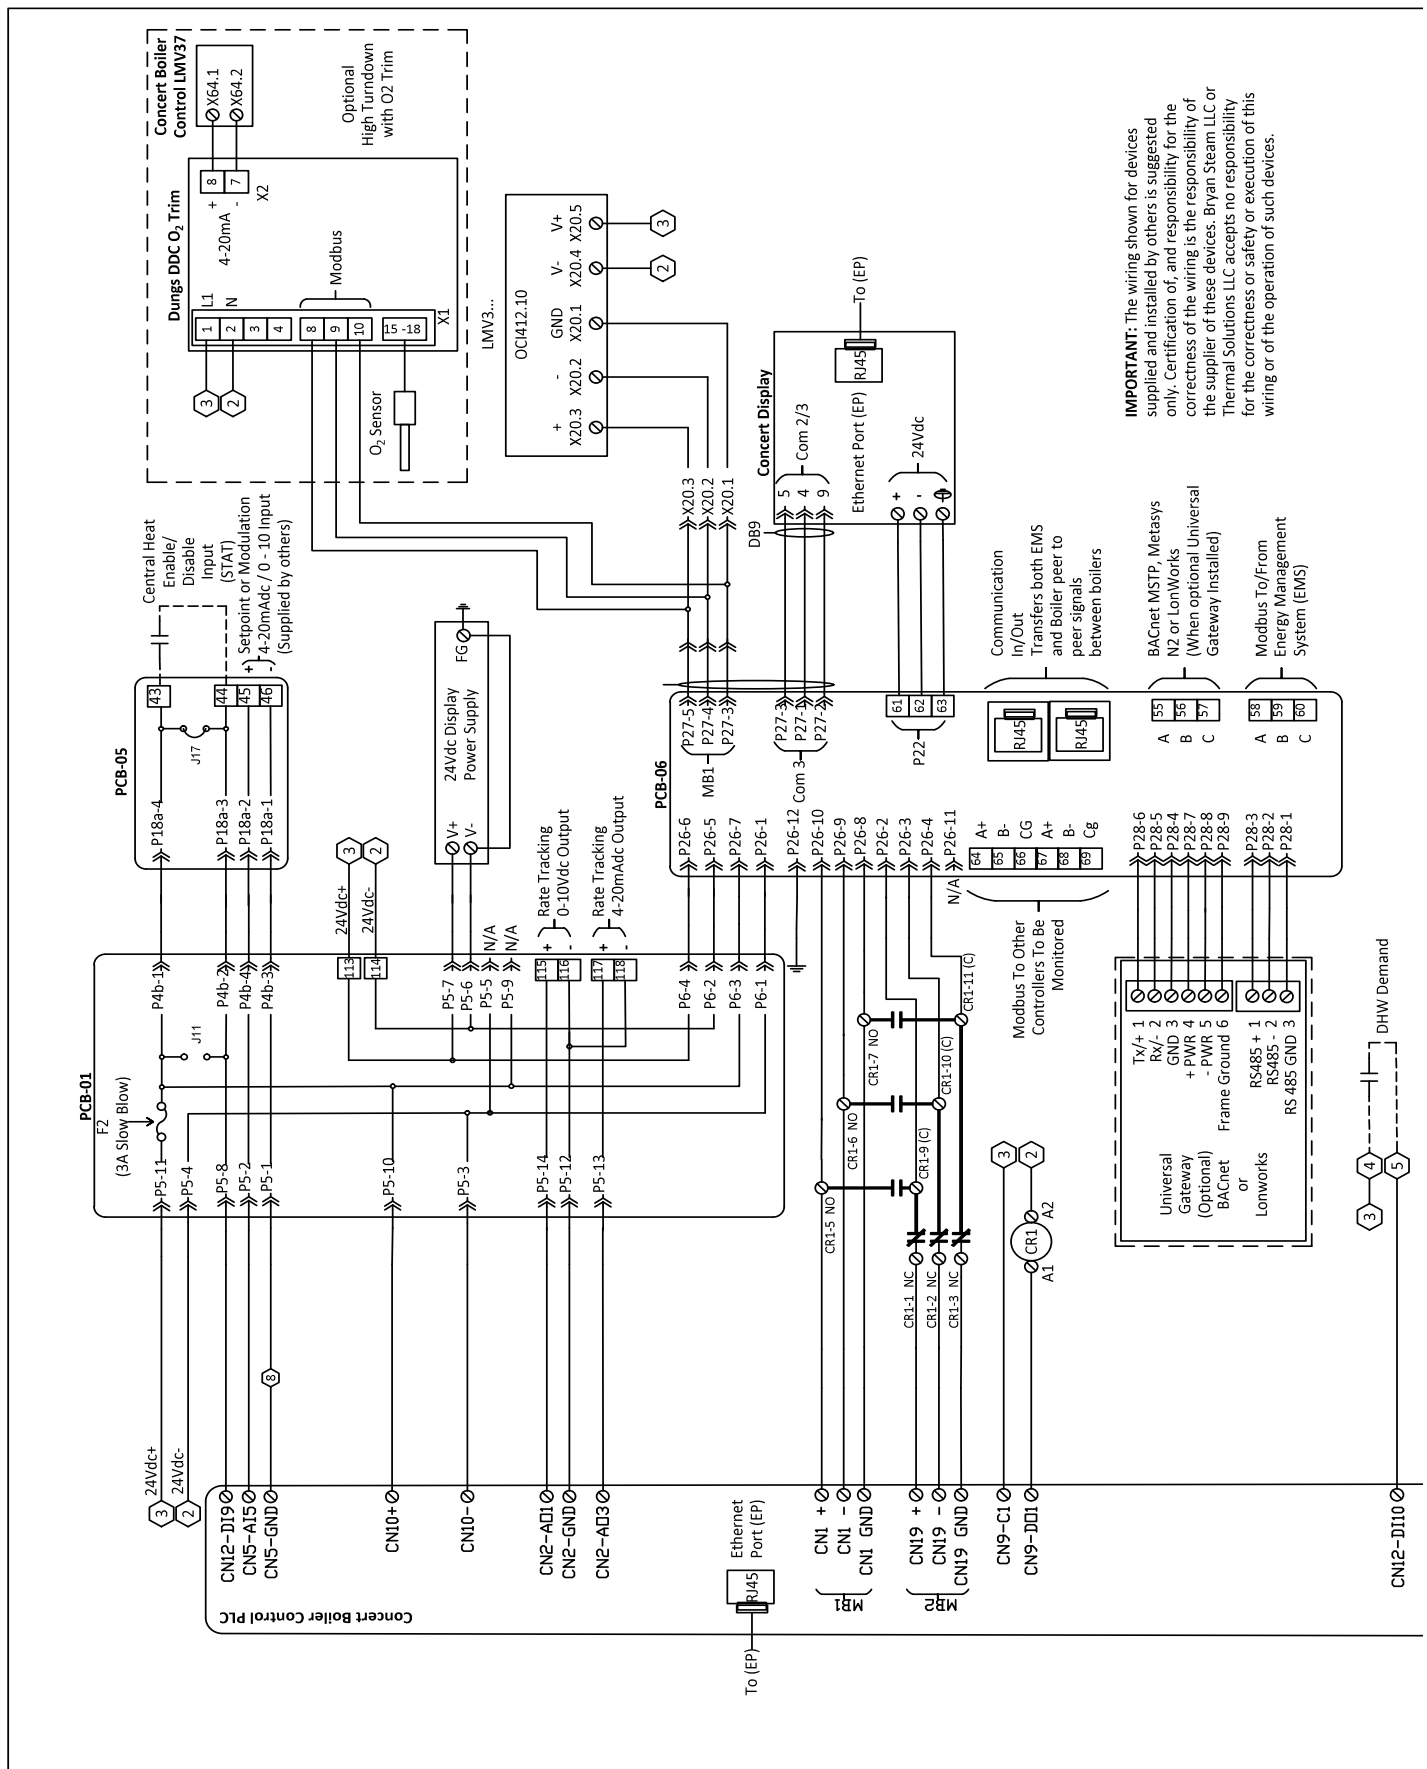 Concert Boiler
Control LMV37
X64.1
X64.2
Optional
High Turndown
with O2 Trim
Dungs DDC O2 Trim
8
7
+
-
4-20mA
X2
L1
N
1
2
3
4
8
9
10
15 -18
X1
Modbus
3
2
O2 Sensor
LMV3...
OCI412.10
+
-
GND
V-
V+
X20.3
X20.2
X20.1
X20.4
X20.5
2
3
Central Heat
Enable/
Disable
Input
(STAT)
Setpoint or Modulation
4-20mAdc / 0 - 10 Input
(Supplied by others)
+
-
PCB-05
43
44
45
46
J17
P18a-4
P18a-3
P18a-2
P18a-1
24Vdc Display
Power Supply
FG
V+
V-
3
2
24Vdc+
24Vdc-
Rate Tracking
0-10Vdc Output
+
-
Rate Tracking
4-20mAdc Output
+
-
PCB-01
F2
(3A Slow Blow)
J11
P4b-1
P4b-2
P4b-4
P4b-3
113
114
P5-7
P5-6
P5-5
P5-9
N/A
N/A
115
116
117
118
P6-4
P6-2
P6-3
P6-1
P5-11
P5-4
P5-8
P5-2
P5-1
P5-10
P5-3
P5-14
P5-12
P5-13
24Vdc+
24Vdc-
3
2
8
Concert Boiler Control PLC
CN12-DI9
CN5-AI5
CN5-GND
CN10+
CN10-
CN2-AO1
CN2-GND
CN2-AO3
Ethernet
Port (EP)
RJ45
To (EP)
CN1 +
CN1 -
CN1 GND
MB1
CN19 +
CN19 -
CN19 GND
MB2
CN9-C1
CN9-DO1
CN12-DI10
X20.3
X20.2
X20.1
Concert Display
DB9
5
4
9
Com 2/3
Ethernet Port (EP)
RJ45
To (EP)
+
-
24Vdc
PCB-06
P27-5
P27-4
P27-3
MB1
P27-3
P27-1
P27-2
Com 3
61
62
63
P22
P26-6
P26-5
P26-7
P26-1
P26-12
P26-10
P26-9
P26-8
P26-2
P26-3
P26-4
P26-11
N/A
RJ45
RJ45
Communication
In/Out
Transfers both EMS
and Boiler peer to
peer signals
between boilers
64
65
66
67
68
69
A+
B-
CG
A+
B-
Cg
Modbus To Other
Controllers To Be
Monitored
55
56
57
A
B
C
BACnet MSTP, Metasys
N2 or LonWorks
(When optional Universal
Gateway Installed)
58
59
60
A
B
C
Modbus To/From
Energy Management
System (EMS)
P28-6
P28-5
P28-4
P28-7
P28-8
P28-9
P28-3
P28-2
P28-1
CR1-5 NO
CR1-6 NO
CR1-7 NO
CR1-9 (C)
CR1-10 (C)
CR1-11 (C)
CR1-1 NC
CR1-2 NC
CR1-3 NC
3
2
CR1
A1
A2
Tx/+ 1
Rx/- 2
GND 3
+ PWR 4
- PWR 5
Frame Ground 6
RS485 + 1
RS485 - 2
RS 485 GND 3
Universal
Gateway
(Optional)
BACnet
or
Lonworks
DHW Demand
3
4
5
IMPORTANT: The wiring shown for devices
supplied and installed by others is suggested
only. Certification of, and responsibility for the
correctness of the wiring is the responsibility of
the supplier of these devices. Bryan Steam LLC or
Thermal Solutions LLC accepts no responsibility
for the correctness or safety or execution of this
wiring or of the operation of such devices.